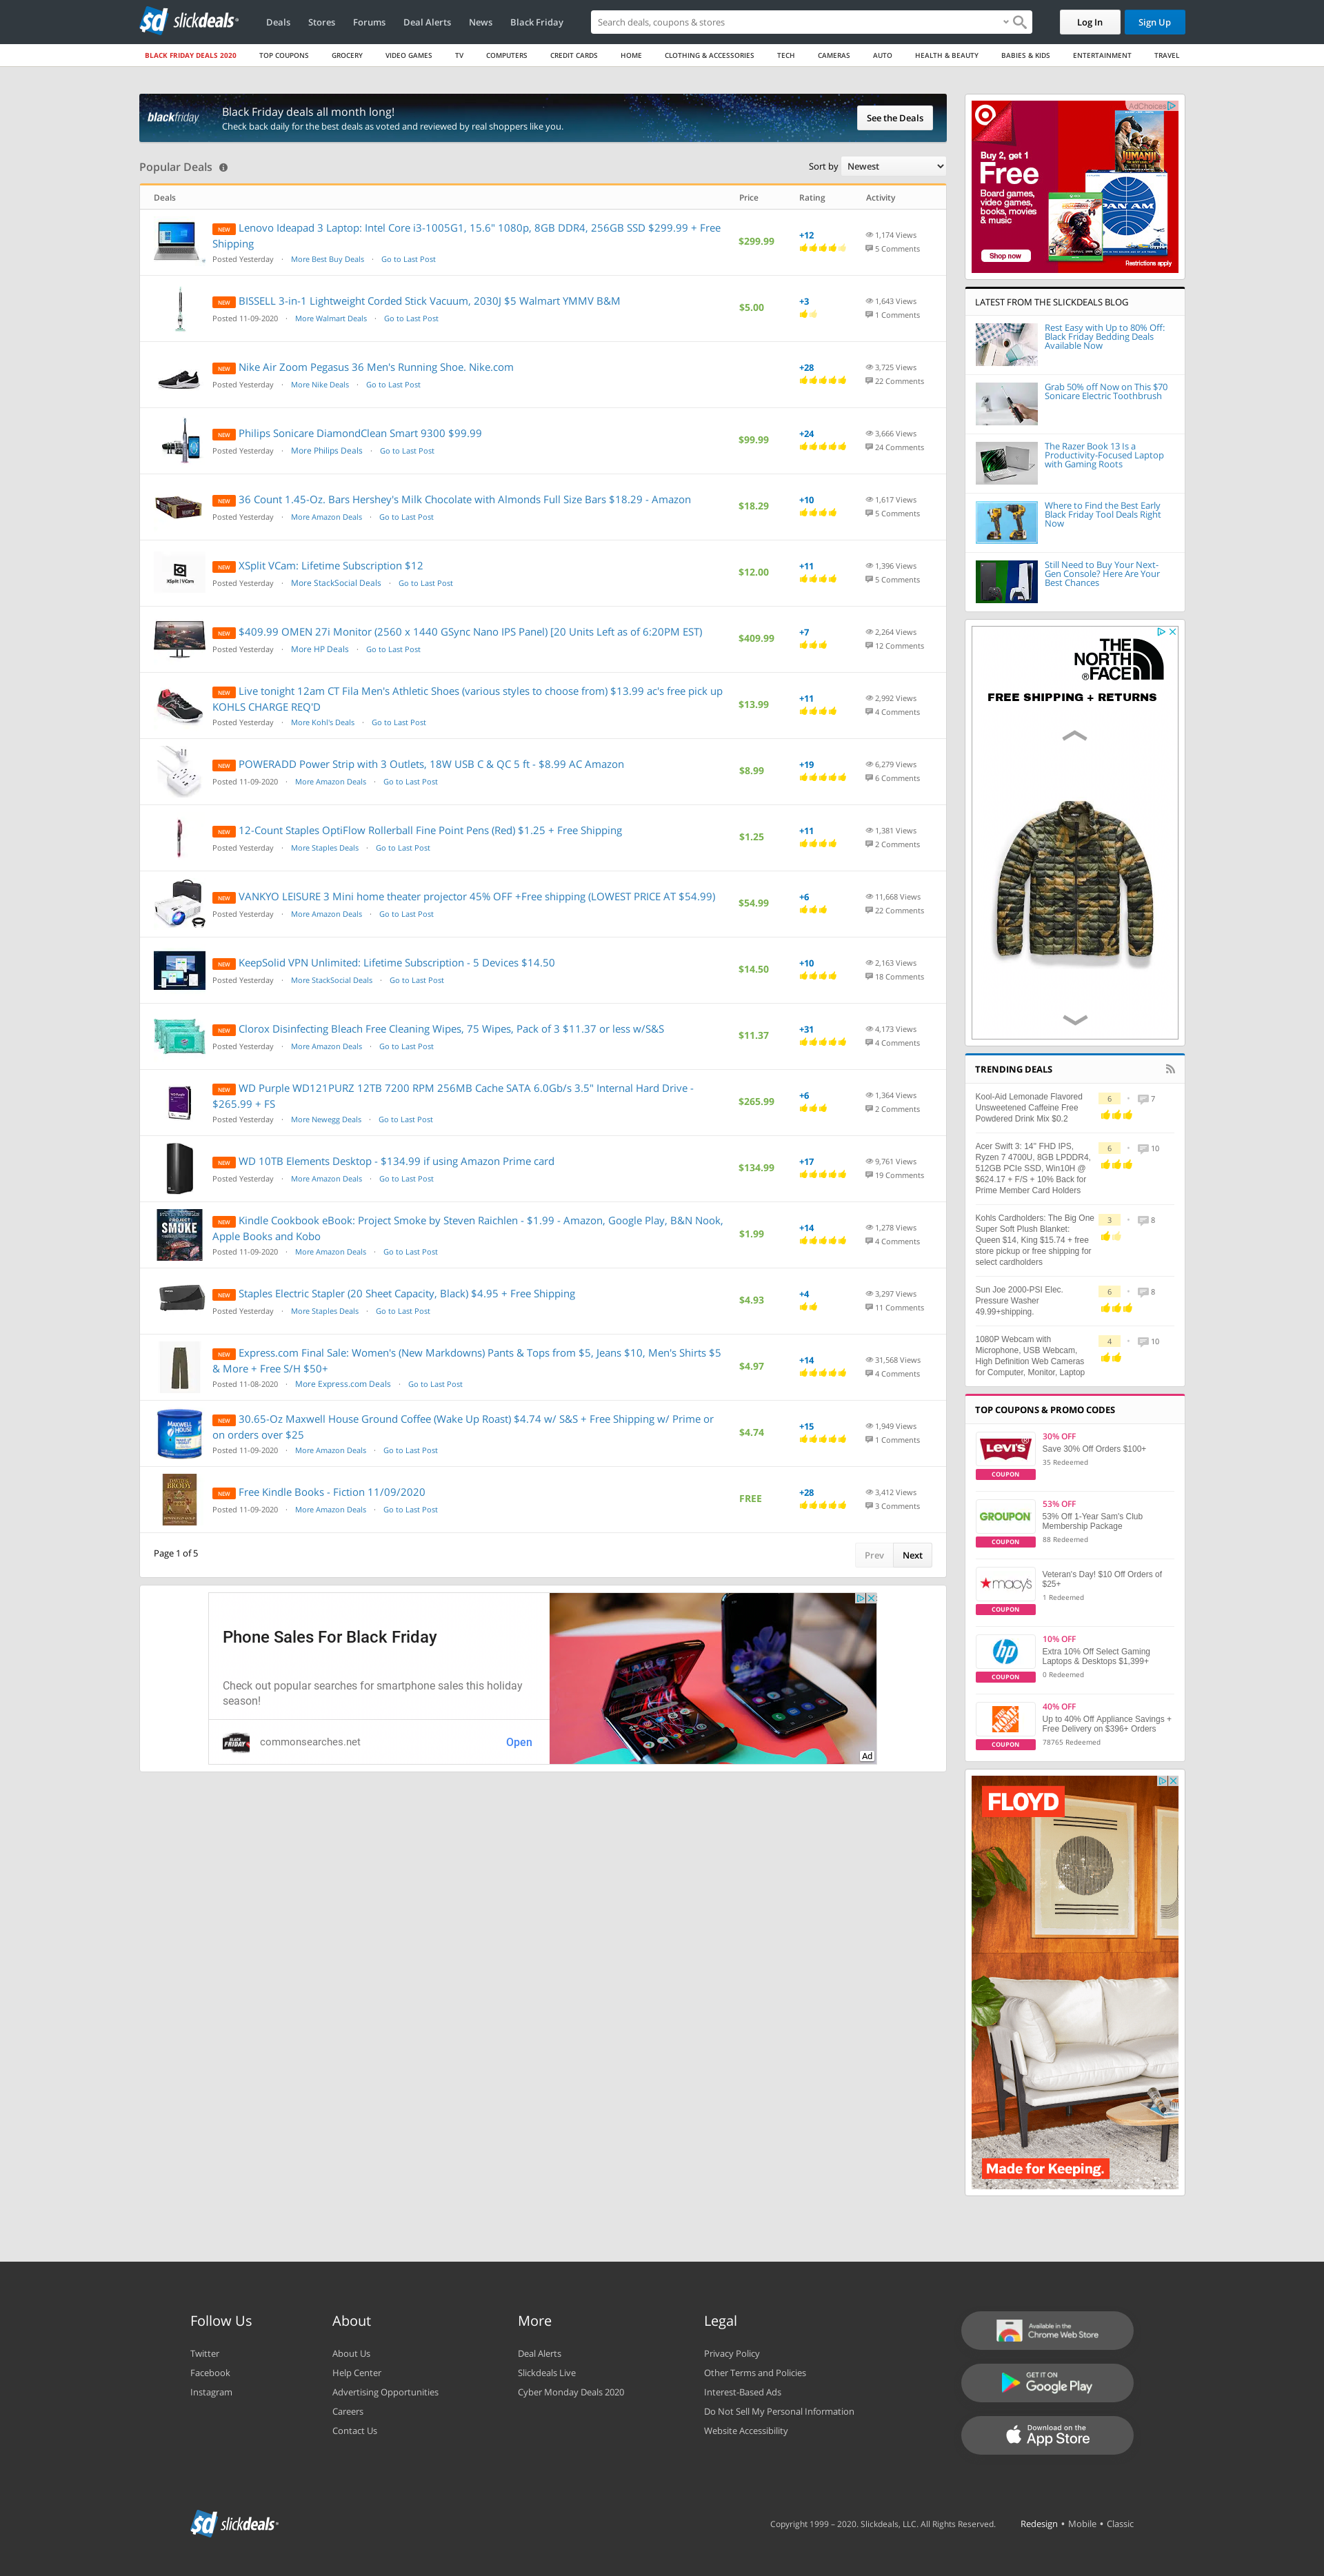 slickdeals
Deals Stores Forums Deal Alerts News Black Friday
Search deals, coupons & stores
Log In
Sign Up
BLACK FRIDAY DEALS 2020 TOP COUPONS GROCERY VIDEO GAMES TV COMPUTERS CREDIT CARDS HOME CLOTHING & ACCESSORIES TECH CAMERAS AUTO HEALTH & BEAUTY BABIES & KIDS ENTERTAINMENT TRAVEL
blackfriday
Black Friday deals all month long!
Check back daily for the best deals as voted and reviewed by real shoppers like you.
See the Deals
Popular Deals
Sort by Newest
Deals Price Rating Activity
NEW Lenovo Ideapad 3 Laptop: Intel Core i3-1005G1, 15.6" 1080p, 8GB DDR4, 256GB SSD $299.99 + Free
Shipping
Posted Yesterday · More Best Buy Deals · Go to Last Post
$299.99
+12
1,174 Views
5 Comments
NEW BISSELL 3-in-1 Lightweight Corded Stick Vacuum, 2030J $5 Walmart YMMV B&M
Posted 11-09-2020 · More Walmart Deals · Go to Last Post
$5.00
+3
1,643 Views
1 Comments
NEW Nike Air Zoom Pegasus 36 Men's Running Shoe. Nike.com
Posted Yesterday · More Nike Deals · Go to Last Post
+28
3,725 Views
22 Comments
NEW Philips Sonicare DiamondClean Smart 9300 $99.99
Posted Yesterday · More Philips Deals · Go to Last Post
$99.99
+24
3,666 Views
24 Comments
NEW 36 Count 1.45-Oz. Bars Hershey's Milk Chocolate with Almonds Full Size Bars $18.29 - Amazon
Posted Yesterday · More Amazon Deals · Go to Last Post
$18.29
+10
1,617 Views
5 Comments
XSplit | VCam
NEW XSplit VCam: Lifetime Subscription $12
Posted Yesterday · More StackSocial Deals · Go to Last Post
$12.00
+11
1,396 Views
5 Comments
NEW $409.99 OMEN 27i Monitor (2560 x 1440 GSync Nano IPS Panel) [20 Units Left as of 6:20PM EST)
Posted Yesterday · More HP Deals · Go to Last Post
$409.99
+7
2,264 Views
12 Comments
NEW Live tonight 12am CT Fila Men's Athletic Shoes (various styles to choose from) $13.99 ac's free pick up
KOHLS CHARGE REQ'D
Posted Yesterday · More Kohl's Deals · Go to Last Post
$13.99
+11
2,992 Views
4 Comments
NEW POWERADD Power Strip with 3 Outlets, 18W USB C & QC 5 ft - $8.99 AC Amazon
Posted 11-09-2020 · More Amazon Deals · Go to Last Post
$8.99
+19
6,279 Views
6 Comments
NEW 12-Count Staples OptiFlow Rollerball Fine Point Pens (Red) $1.25 + Free Shipping
Posted Yesterday · More Staples Deals · Go to Last Post
$1.25
+11
1,381 Views
2 Comments
NEW VANKYO LEISURE 3 Mini home theater projector 45% OFF +Free shipping (LOWEST PRICE AT $54.99)
Posted Yesterday · More Amazon Deals · Go to Last Post
$54.99
+6
11,668 Views
22 Comments
NEW KeepSolid VPN Unlimited: Lifetime Subscription - 5 Devices $14.50
Posted Yesterday · More StackSocial Deals · Go to Last Post
$14.50
+10
2,163 Views
18 Comments
NEW Clorox Disinfecting Bleach Free Cleaning Wipes, 75 Wipes, Pack of 3 $11.37 or less w/S&S
Posted Yesterday · More Amazon Deals · Go to Last Post
$11.37
+31
4,173 Views
4 Comments
NEW WD Purple WD121PURZ 12TB 7200 RPM 256MB Cache SATA 6.0Gb/s 3.5" Internal Hard Drive -
$265.99 + FS
Posted Yesterday · More Newegg Deals · Go to Last Post
$265.99
+6
1,364 Views
2 Comments
NEW WD 10TB Elements Desktop - $134.99 if using Amazon Prime card
Posted Yesterday · More Amazon Deals · Go to Last Post
$134.99
+17
9,761 Views
19 Comments
PROJECT
SMOKE
NEW Kindle Cookbook eBook: Project Smoke by Steven Raichlen - $1.99 - Amazon, Google Play, B&N Nook,
Apple Books and Kobo
Posted 11-09-2020 · More Amazon Deals · Go to Last Post
$1.99
+14
1,278 Views
4 Comments
NEW Staples Electric Stapler (20 Sheet Capacity, Black) $4.95 + Free Shipping
Posted Yesterday · More Staples Deals · Go to Last Post
$4.93
+4
3,297 Views
11 Comments
NEW Express.com Final Sale: Women's (New Markdowns) Pants & Tops from $5, Jeans $10, Men's Shirts $5
& More + Free S/H $50+
Posted 11-08-2020 · More Express.com Deals · Go to Last Post
$4.97
+14
31,568 Views
4 Comments
MAXWELL
HOUSE
NEW 30.65-Oz Maxwell House Ground Coffee (Wake Up Roast) $4.74 w/ S&S + Free Shipping w/ Prime or
on orders over $25
Posted 11-09-2020 · More Amazon Deals · Go to Last Post
$4.74
+15
1,949 Views
1 Comments
BRODY
NEW Free Kindle Books - Fiction 11/09/2020
Posted 11-09-2020 · More Amazon Deals · Go to Last Post
FREE
+28
3,412 Views
3 Comments
Page 1 of 5
Prev Next
Phone Sales For Black Friday
Check out popular searches for smartphone sales this holiday
season!
BLACK
FRIDAY
commonsearches.net
Open
Ad
AdChoices
Buy 2, get 1
Free
Board games,
video games,
books, movies
& music
Shop now
JUMANJI
PAN AM
Restrictions apply
LATEST FROM THE SLICKDEALS BLOG
Rest Easy with Up to 80% Off:
Black Friday Bedding Deals
Available Now
Grab 50% off Now on This $70
Sonicare Electric Toothbrush
The Razer Book 13 Is a
Productivity-Focused Laptop
with Gaming Roots
Where to Find the Best Early
Black Friday Tool Deals Right
Now
Still Need to Buy Your Next-
Gen Console? Here Are Your
Best Chances
THE
NORTH
FACE
FREE SHIPPING + RETURNS
TRENDING DEALS
Kool-Aid Lemonade Flavored
Unsweetened Caffeine Free
Powdered Drink Mix $0.2
6 · 7
Acer Swift 3: 14" FHD IPS,
Ryzen 7 4700U, 8GB LPDDR4,
512GB PCIe SSD, Win10H @
$624.17 + F/S + 10% Back for
Prime Member Card Holders
6 · 10
Kohls Cardholders: The Big One
Super Soft Plush Blanket:
Queen $14, King $15.74 + free
store pickup or free shipping for
select cardholders
3 · 8
Sun Joe 2000-PSI Elec.
Pressure Washer
49.99+shipping.
6 · 8
1080P Webcam with
Microphone, USB Webcam,
High Definition Web Cameras
for Computer, Monitor, Laptop
4 · 10
TOP COUPONS & PROMO CODES
LEVI'S
COUPON
30% OFF
Save 30% Off Orders $100+
35 Redeemed
GROUPON
COUPON
53% OFF
53% Off 1-Year Sam's Club
Membership Package
88 Redeemed
macy's
COUPON
Veteran's Day! $10 Off Orders of
$25+
1 Redeemed
hp
COUPON
10% OFF
Extra 10% Off Select Gaming
Laptops & Desktops $1,399+
0 Redeemed
COUPON
40% OFF
Up to 40% Off Appliance Savings +
Free Delivery on $396+ Orders
78765 Redeemed
FLOYD
Made for Keeping.
Follow Us
Twitter
Facebook
Instagram
About
About Us
Help Center
Advertising Opportunities
Careers
Contact Us
More
Deal Alerts
Slickdeals Live
Cyber Monday Deals 2020
Legal
Privacy Policy
Other Terms and Policies
Interest-Based Ads
Do Not Sell My Personal Information
Website Accessibility
Available in the
Chrome Web Store
GET IT ON
Google Play
Download on the
App Store
slickdeals
Copyright 1999 – 2020. Slickdeals, LLC. All Rights Reserved.
Redesign • Mobile • Classic